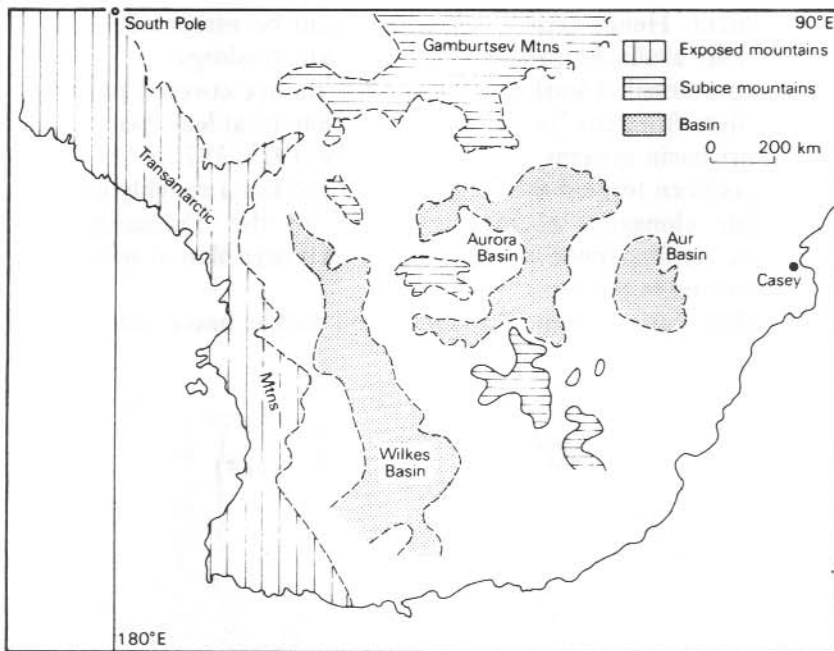 South Pole
90°E
Gamburtsev Mtns
Exposed mountains
Subice mountains
Basin
0 200 km
Transantarctic
Mtns
Aurora
Basin
Aur
Basin
Casey
Wilkes
Basin
180°E